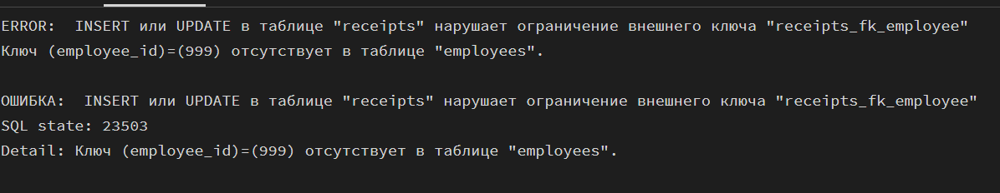 ERROR:  INSERT или UPDATE в таблице "receipts" нарушает ограничение внешнего ключа "receipts_fk_employee"
Ключ (employee_id)=(999) отсутствует в таблице "employees".
ОШИБКА:  INSERT или UPDATE в таблице "receipts" нарушает ограничение внешнего ключа "receipts_fk_employee"
SQL state: 23503
Detail: Ключ (employee_id)=(999) отсутствует в таблице "employees".